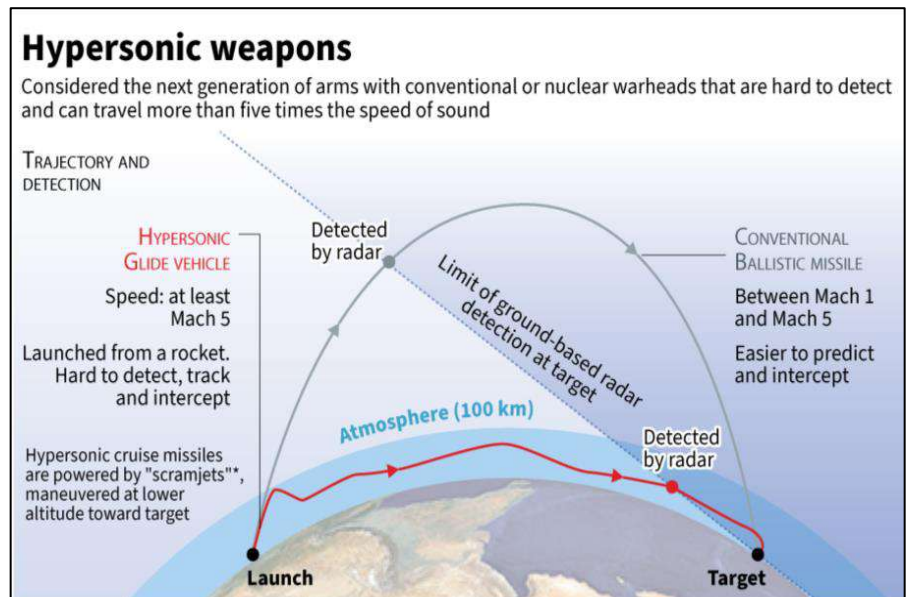 Hypersonic weapons
Considered the next generation of arms with conventional or nuclear warheads that are hard to detect
and can travel more than five times the speed of sound
TRAJECTORY AND
DETECTION
HYPERSONIC
GLIDE VEHICLE
Speed: at least
Mach 5
Launched from a rocket.
Hard to detect, track
and intercept
Hypersonic cruise missiles
are powered by "scramjets"*,
maneuvered at lower
altitude toward target
Detected
by radar
Limit of ground-based radar
detection at target
CONVENTIONAL
BALLISTIC MISSILE
Between Mach 1
and Mach 5
Easier to predict
and intercept
Atmosphere (100 km)
Detected
by radar
Launch
Target